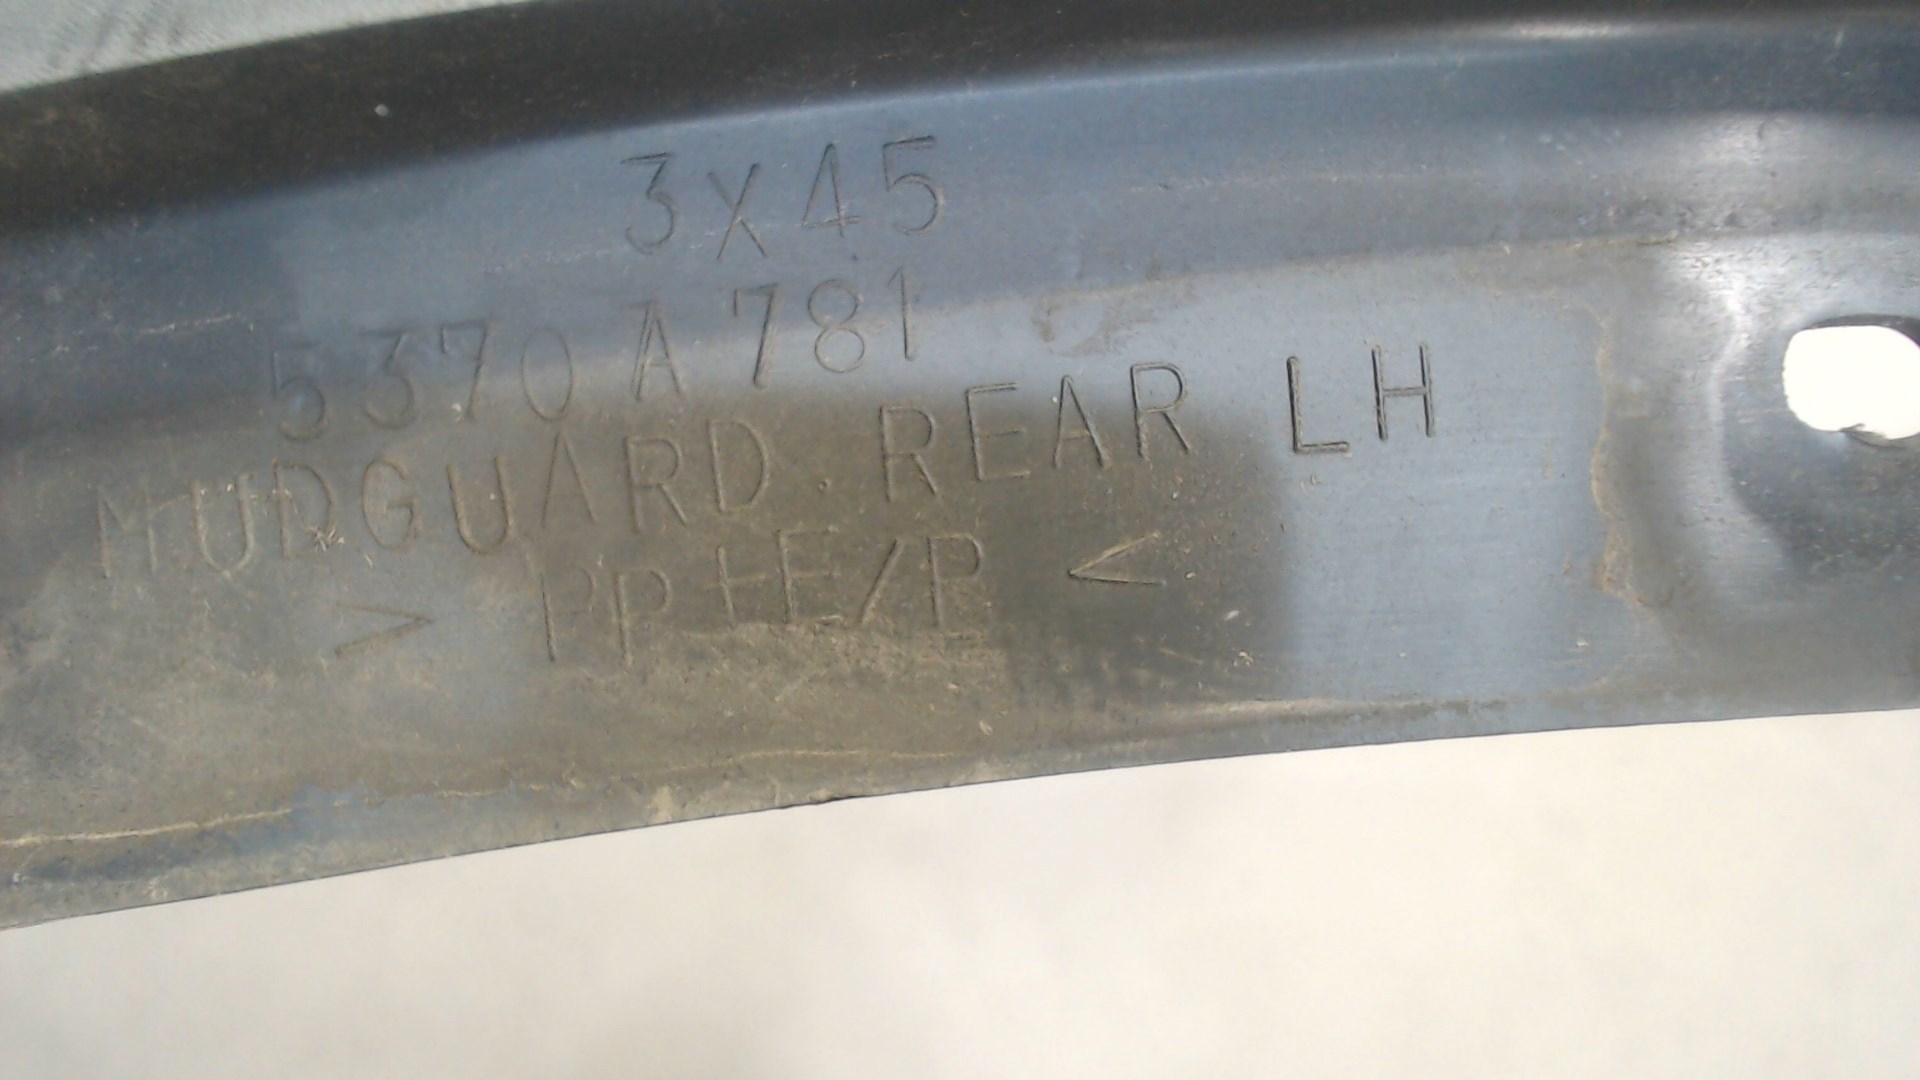 3X45
5370A781
MUDGUARD. REAR LH
> PP+E/P <